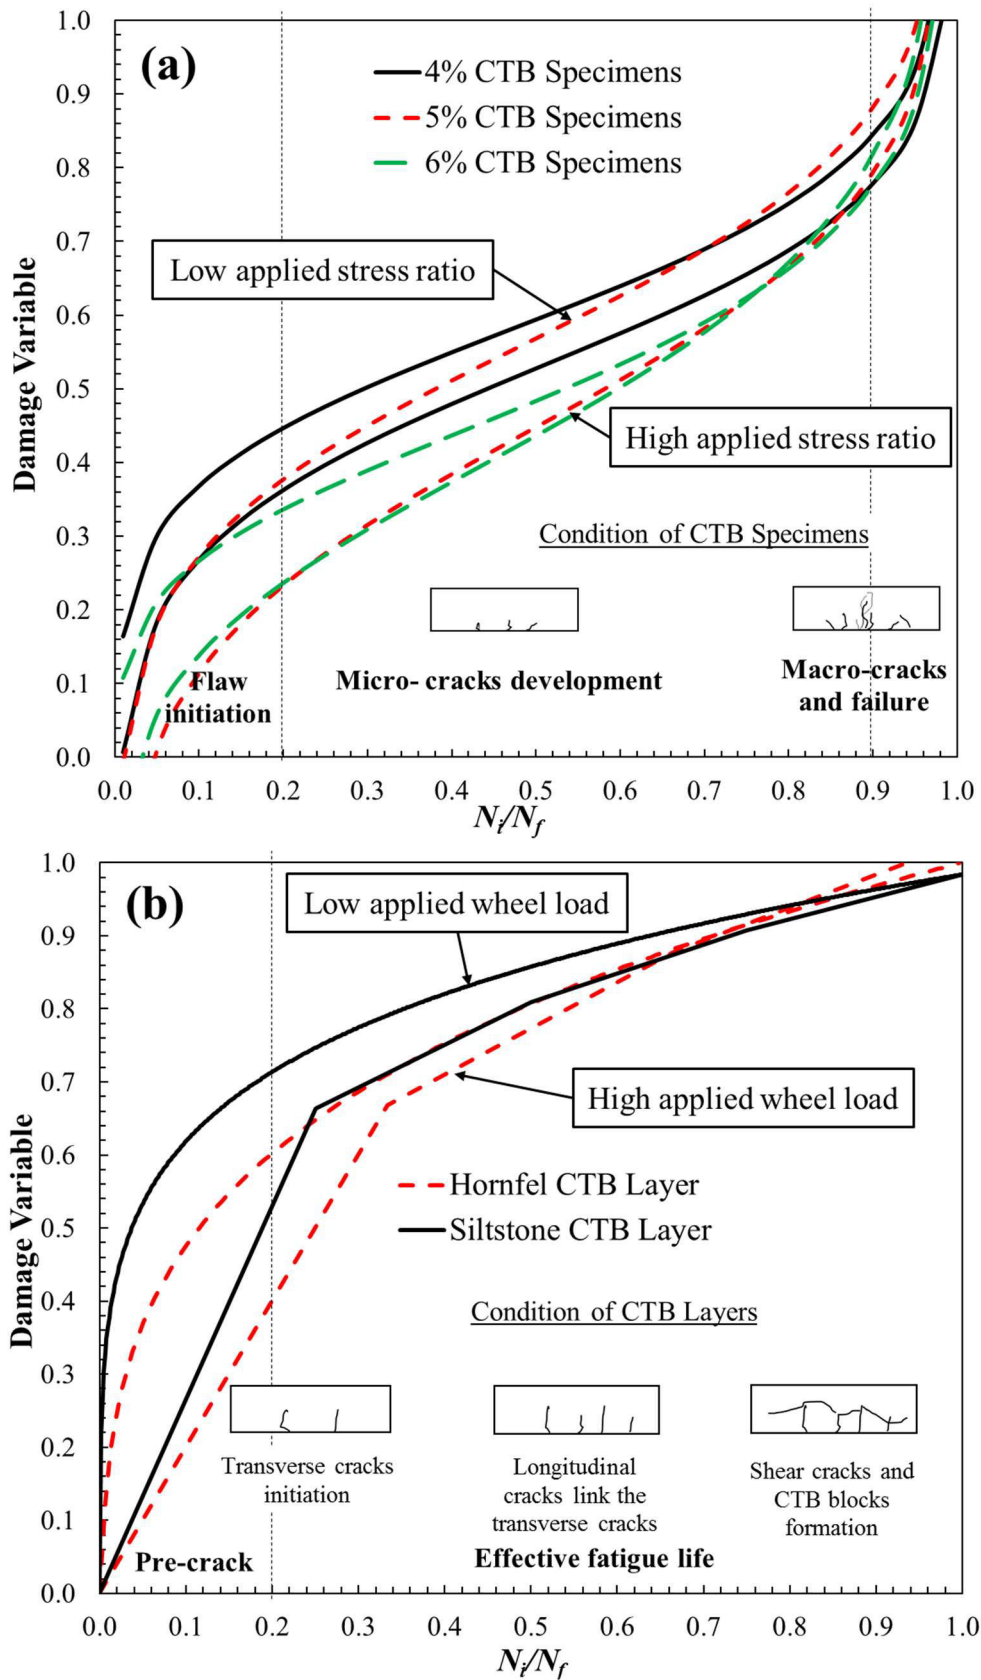 (a)
4% CTB Specimens
5% CTB Specimens
6% CTB Specimens
Low applied stress ratio
High applied stress ratio
Condition of CTB Specimens
Flaw
initiation
Micro- cracks development
Macro-cracks
and failure
Damage Variable
1.0
0.9
0.8
0.7
0.6
0.5
0.4
0.3
0.2
0.1
0.0
0.0 0.1 0.2 0.3 0.4 0.5 0.6 0.7 0.8 0.9 1.0
Ni/Nf
(b)
Low applied wheel load
High applied wheel load
Hornfel CTB Layer
Siltstone CTB Layer
Condition of CTB Layers
Transverse cracks
initiation
Longitudinal
cracks link the
transverse cracks
Shear cracks and
CTB blocks
formation
Pre-crack
Effective fatigue life
Damage Variable
1.0
0.9
0.8
0.7
0.6
0.5
0.4
0.3
0.2
0.1
0.0
0.0 0.1 0.2 0.3 0.4 0.5 0.6 0.7 0.8 0.9 1.0
Ni/Nf